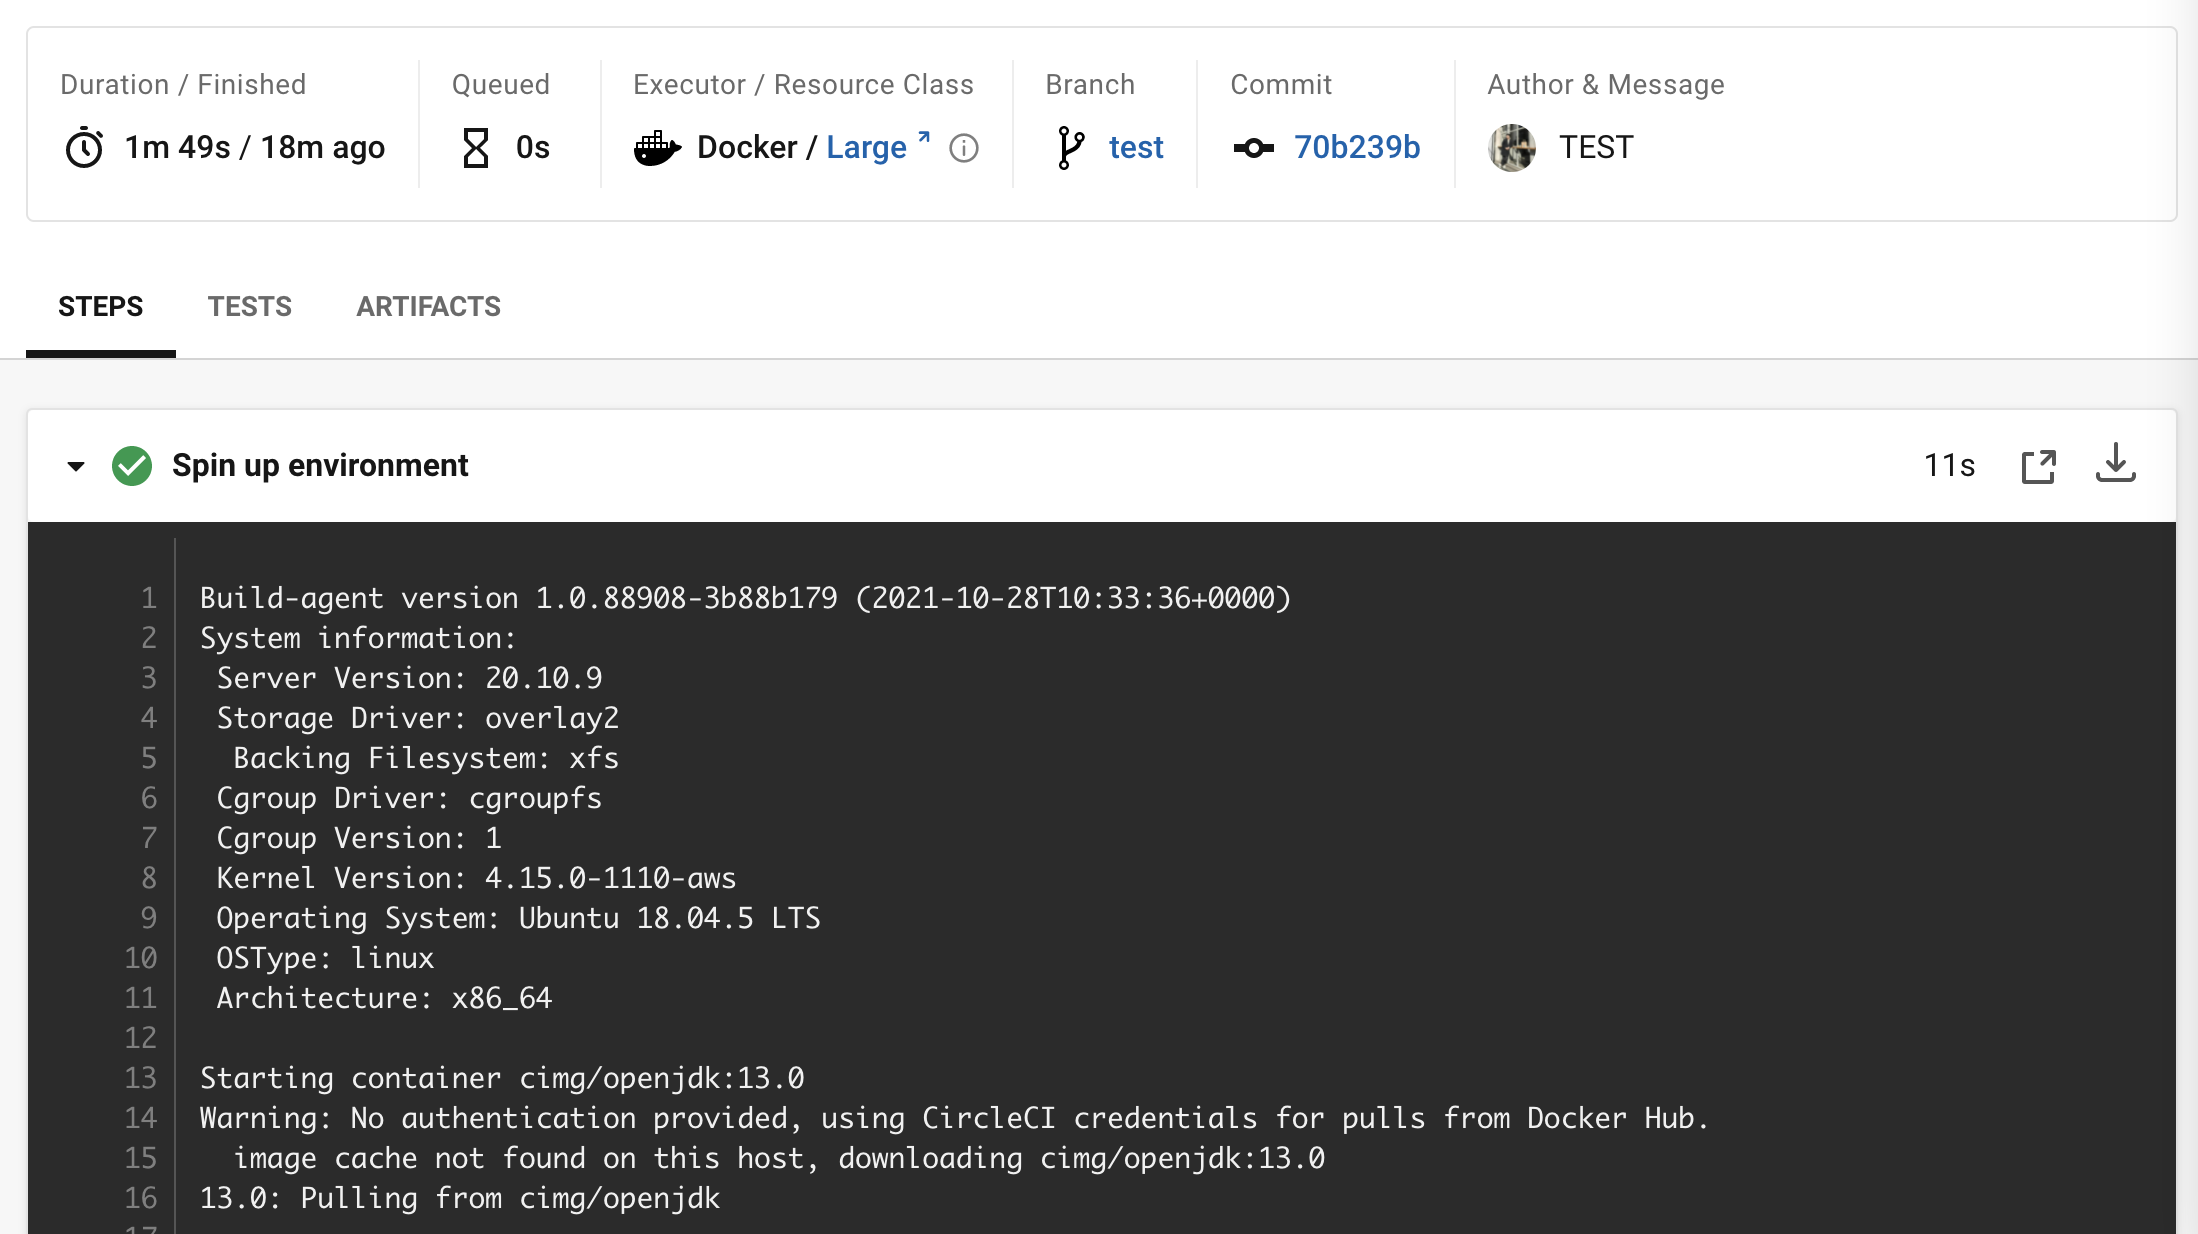 Duration / Finished
1m 49s / 18m ago
Queued
0s
Executor / Resource Class
Docker / Large
Branch
test
Commit
70b239b
Author & Message
TEST
STEPS TESTS ARTIFACTS
Spin up environment 11s
1 Build-agent version 1.0.88908-3b88b179 (2021-10-28T10:33:36+0000)
2 System information:
3 Server Version: 20.10.9
4 Storage Driver: overlay2
5 Backing Filesystem: xfs
6 Cgroup Driver: cgroupfs
7 Cgroup Version: 1
8 Kernel Version: 4.15.0-1110-aws
9 Operating System: Ubuntu 18.04.5 LTS
10 OSType: linux
11 Architecture: x86_64
12
13 Starting container cimg/openjdk:13.0
14 Warning: No authentication provided, using CircleCI credentials for pulls from Docker Hub.
15 image cache not found on this host, downloading cimg/openjdk:13.0
16 13.0: Pulling from cimg/openjdk
17